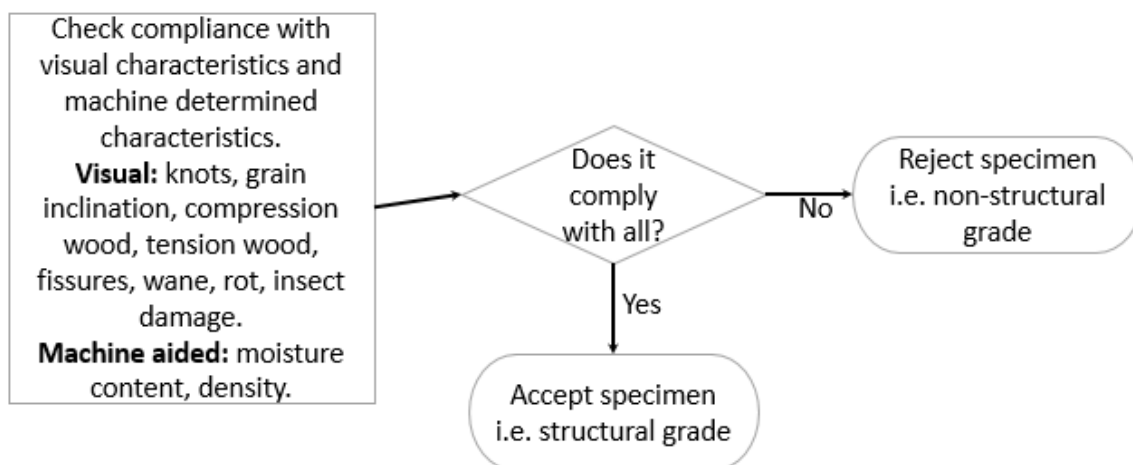 Check compliance with
visual characteristics and
machine determined
characteristics.
Visual: knots, grain
inclination, compression
wood, tension wood,
fissures, wane, rot, insect
damage.
Machine aided: moisture
content, density.
Does it
comply
with all?
No
Reject specimen
i.e. non-structural
grade
Yes
Accept specimen
i.e. structural grade